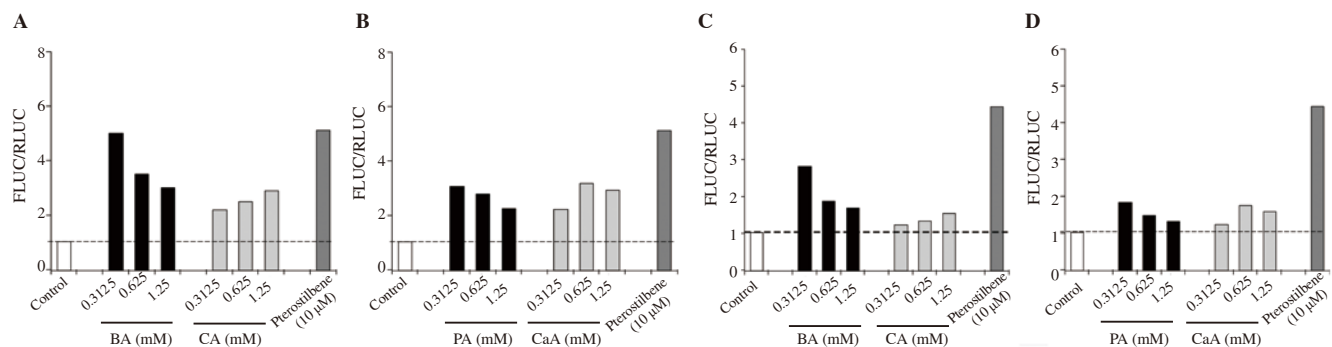 A
FLUC/RLUC
8
6
4
2
0
Control
0.3125
0.625
1.25
0.3125
0.625
1.25
Pterostilbene
(10 µM)
BA (mM)
CA (mM)
B
FLUC/RLUC
8
6
4
2
0
Control
0.3125
0.625
1.25
0.3125
0.625
1.25
Pterostilbene
(10 µM)
PA (mM)
CaA (mM)
C
FLUC/RLUC
6
5
4
3
2
1
0
Control
0.3125
0.625
1.25
0.3125
0.625
1.25
Pterostilbene
(10 µM)
BA (mM)
CA (mM)
D
FLUC/RLUC
6
5
4
3
2
1
0
Control
0.3125
0.625
1.25
0.3125
0.625
1.25
Pterostilbene
(10 µM)
PA (mM)
CaA (mM)